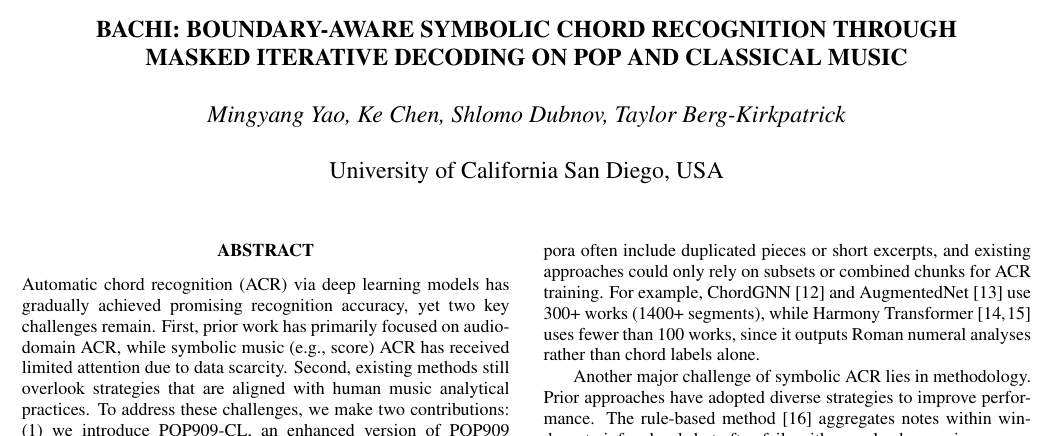 BACHI: BOUNDARY-AWARE SYMBOLIC CHORD RECOGNITION THROUGH
MASKED ITERATIVE DECODING ON POP AND CLASSICAL MUSIC
Mingyang Yao, Ke Chen, Shlomo Dubnov, Taylor Berg-Kirkpatrick
University of California San Diego, USA
ABSTRACT
Automatic chord recognition (ACR) via deep learning models has
gradually achieved promising recognition accuracy, yet two key
challenges remain. First, prior work has primarily focused on audio-
domain ACR, while symbolic music (e.g., score) ACR has received
limited attention due to data scarcity. Second, existing methods still
overlook strategies that are aligned with human music analytical
practices. To address these challenges, we make two contributions:
(1) we introduce POP909-CL, an enhanced version of POP909
pora often include duplicated pieces or short excerpts, and existing
approaches could only rely on subsets or combined chunks for ACR
training. For example, ChordGNN [12] and AugmentedNet [13] use
300+ works (1400+ segments), while Harmony Transformer [14,15]
uses fewer than 100 works, since it outputs Roman numeral analyses
rather than chord labels alone.
Another major challenge of symbolic ACR lies in methodology.
Prior approaches have adopted diverse strategies to improve perfor-
mance. The rule-based method [16] aggregates notes within win-